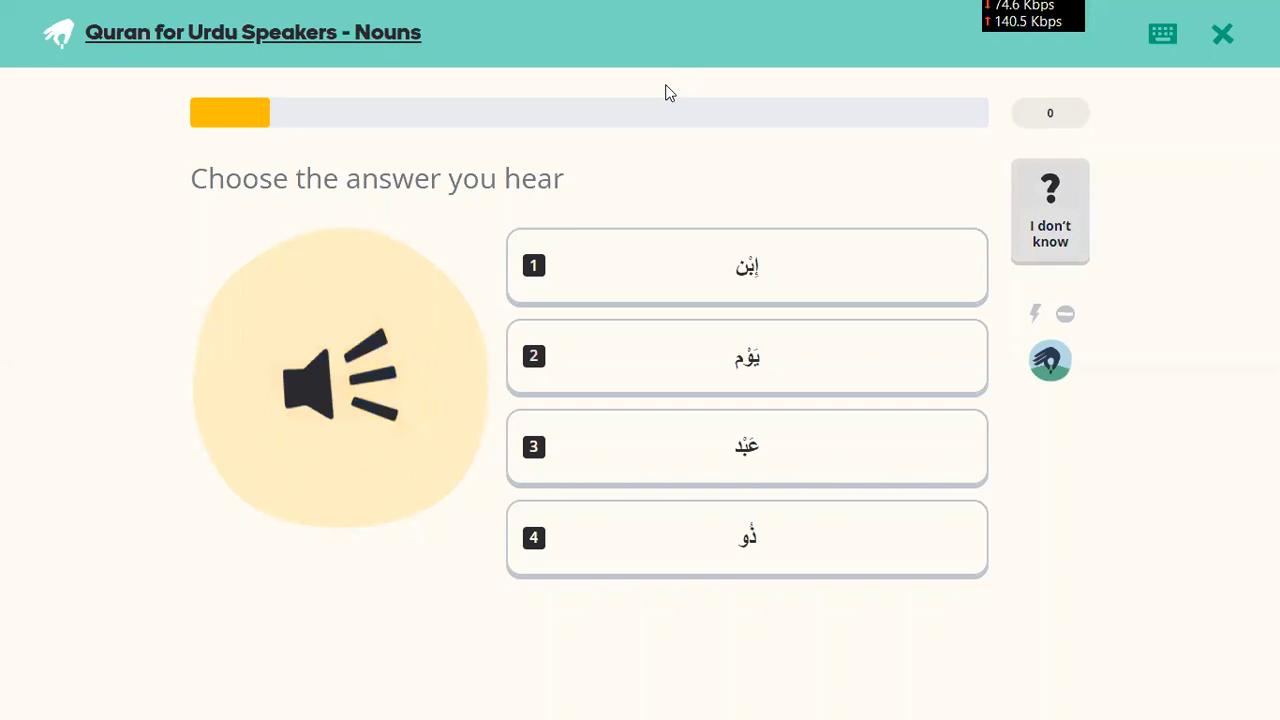 Quran for Urdu Speakers - Nouns
74.6 Kbps
140.5 Kbps
0
Choose the answer you hear
?
I don't
know
1 إِبْن
2 يَوْم
3 عَبْد
4 ذُو